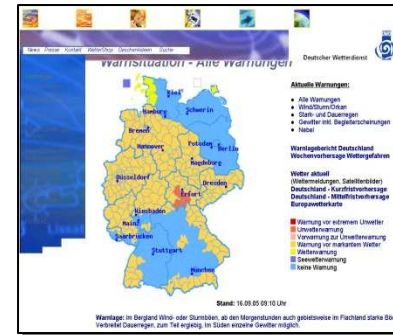 News Presse Kontakt WetterShop Geschenkideen Suche
Deutscher Wetterdienst
Warnsituation - Alle Warnungen
Kiel
Hamburg
Schwerin
Bremen
Hannover
Potsdam
Berlin
Magdeburg
Düsseldorf
Dresden
Erfurt
Wiesbaden
Mainz
Saarbrücken
Stuttgart
München
Aktuelle Warnungen:
Alle Warnungen
Wind/Sturm/Orkan
Stark- und Dauerregen
Gewitter inkl. Begleiterscheinungen
Nebel
Warnlagebericht Deutschland
Wochenvorhersage Wettergefahren
Wetter aktuell
(Wettermeldungen, Satellitenbilder)
Deutschland - Kurzfristvorhersage
Deutschland - Mittelfristvorhersage
Europawetterkarte
Warnung vor extremem Unwetter
Unwetterwarnung
Vorwarnung zur Unwetterwarnung
Warnung vor markantem Wetter
Wetterwarnung
Seewetterwarnung
keine Warnung
Stand: 16.09.05 09:10 Uhr
Warnlage: Im Bergland Wind- oder Sturmböen, ab den Morgenstunden auch gebietsweise im Flachland starke
Verbreitet Dauerregen, zum Teil ergiebig. Im Süden einzelne Gewitter möglich.